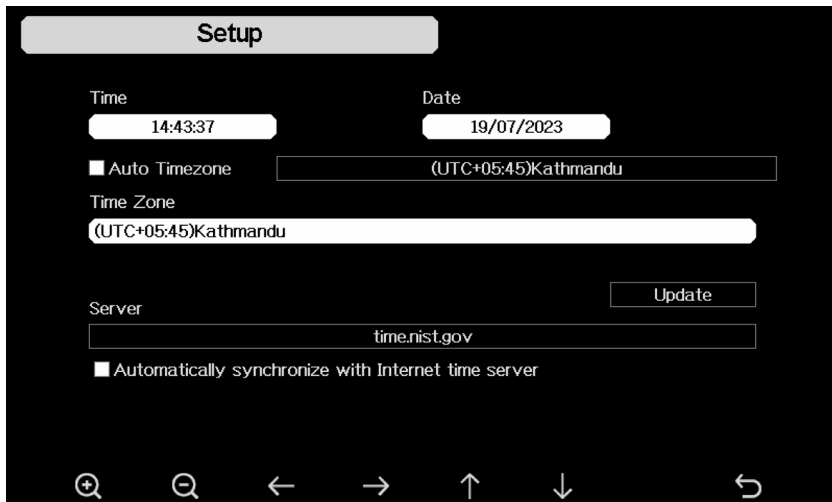 Setup
Time
Date
14:43:37
19/07/2023
Auto Timezone
(UTC+05:45)Kathmandu
Time Zone
(UTC+05:45)Kathmandu
Update
Server
time.nist.gov
Automatically synchronize with Internet time server